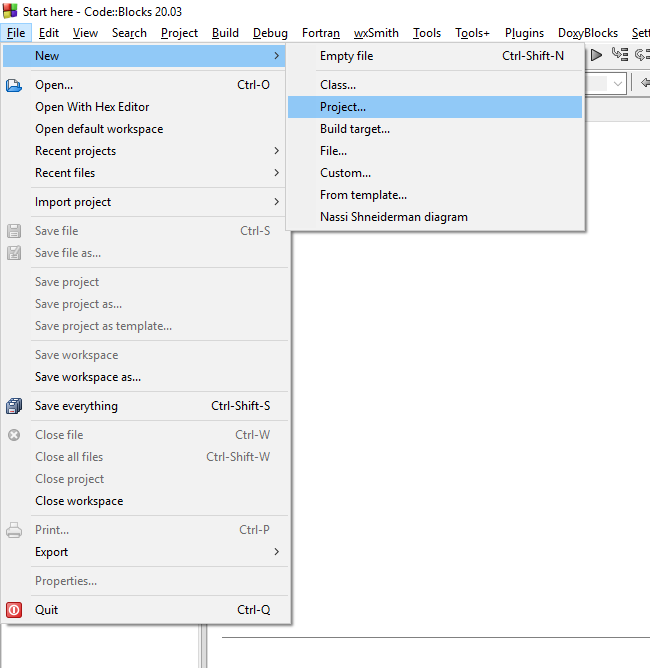 Start here - Code::Blocks 20.03
File Edit View Search Project Build Debug Fortran wxSmith Tools Tools+ Plugins DoxyBlocks
New
Empty file Ctrl-Shift-N
Open... Ctrl-O
Class...
Open With Hex Editor
Project...
Open default workspace
Build target...
Recent projects
File...
Recent files
Custom...
Import project
From template...
Nassi Shneiderman diagram
Save file Ctrl-S
Save file as...
Save project
Save project as...
Save project as template...
Save workspace
Save workspace as...
Save everything Ctrl-Shift-S
Close file Ctrl-W
Close all files Ctrl-Shift-W
Close project
Close workspace
Print... Ctrl-P
Export
Properties...
Quit Ctrl-Q